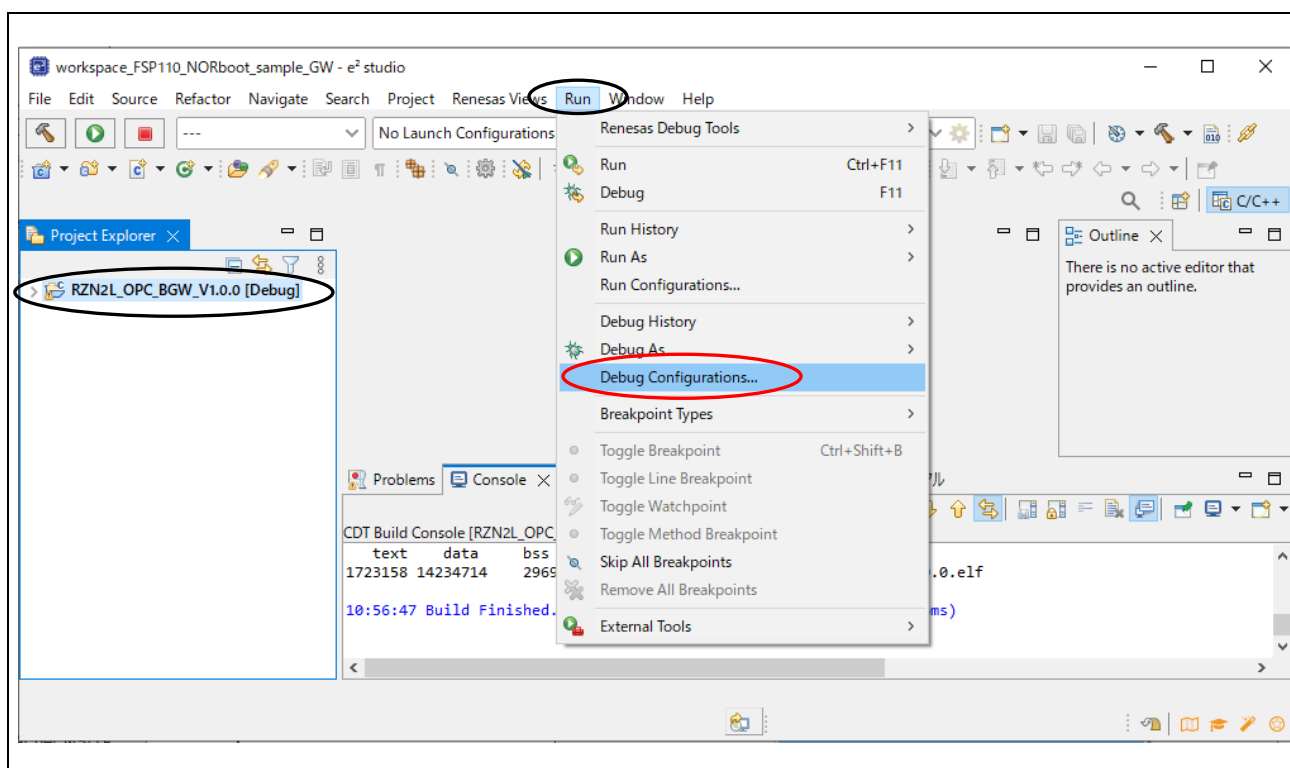 workspace_FSP110_NORboot_sample_GW - e² studio
File Edit Source Refactor Navigate Search Project Renesas Views Run Window Help
--- No Launch Configurations
C/C++
Project Explorer
RZN2L_OPC_BGW_V1.0.0 [Debug]
Renesas Debug Tools
Run Ctrl+F11
Debug F11
Run History
Run As
Run Configurations...
Debug History
Debug As
Debug Configurations...
Breakpoint Types
Toggle Breakpoint Ctrl+Shift+B
Toggle Line Breakpoint
Toggle Watchpoint
Toggle Method Breakpoint
Skip All Breakpoints
Remove All Breakpoints
External Tools
Outline
There is no active editor that
provides an outline.
Problems Console
CDT Build Console [RZN2L_OPC_
text data bss
1723158 14234714 2969 .0.elf
10:56:47 Build Finished. ms)